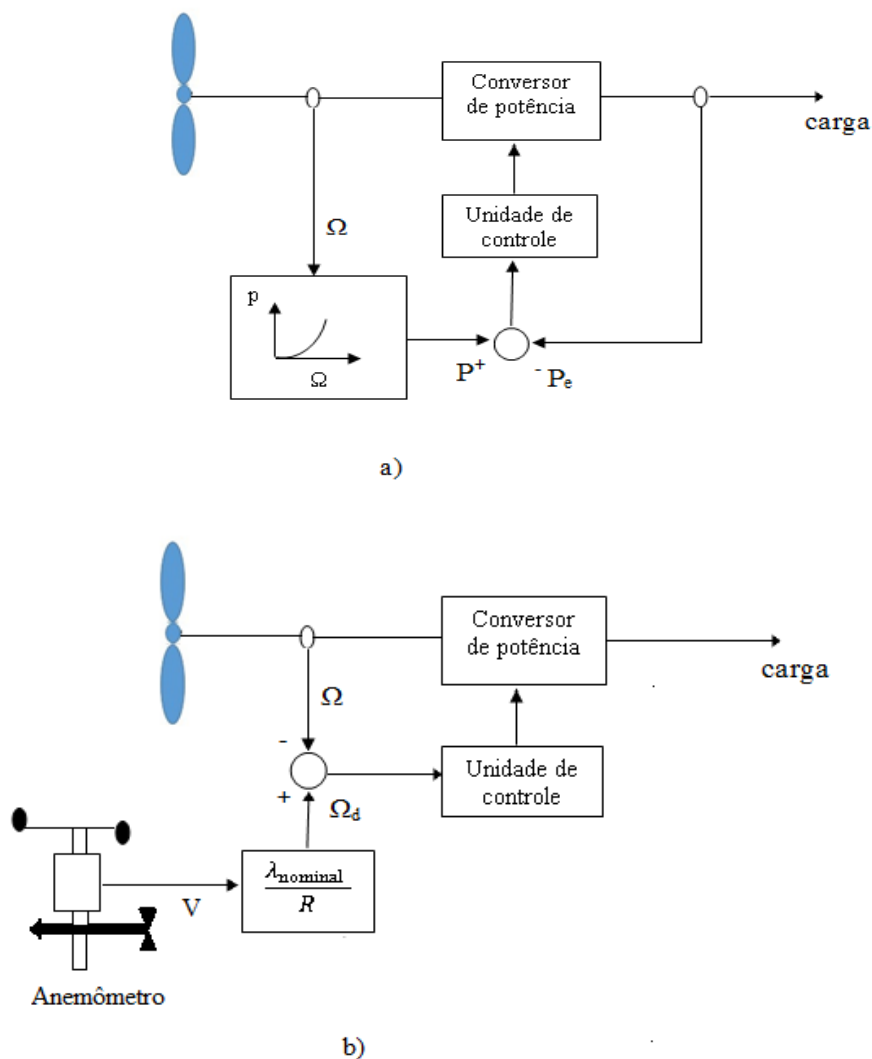 Conversor
de potência
carga
Unidade de
controle
Ω
p
Ω
P+
- Pe
a)
Conversor
de potência
carga
Ω
-
+
Ωd
Unidade de
controle
λnominal
R
V
Anemômetro
b)